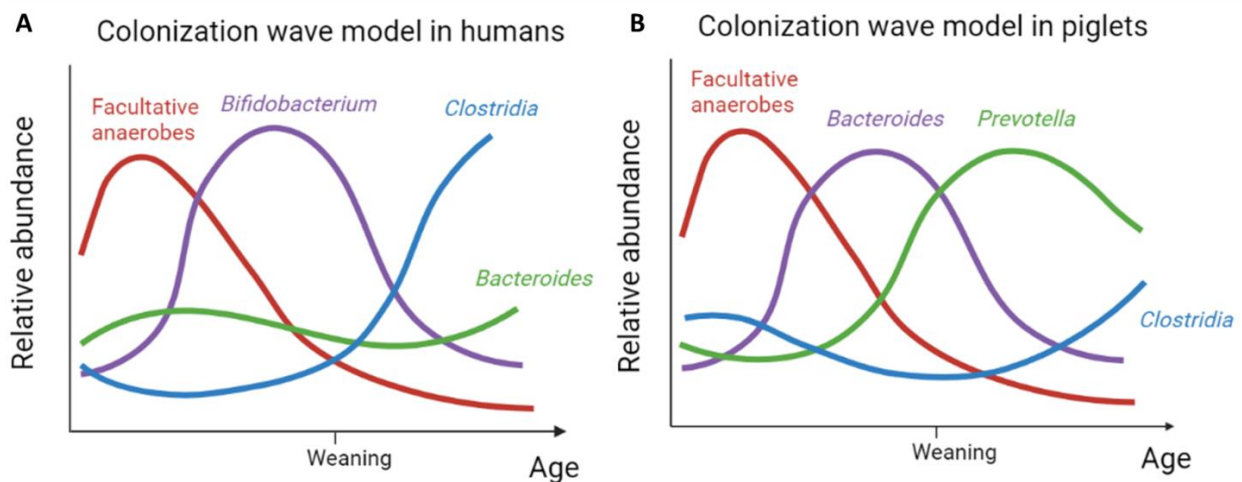 A
Colonization wave model in humans
Relative abundance
Facultative
anaerobes
Bifidobacterium
Clostridia
Bacteroides
Weaning
Age
B
Colonization wave model in piglets
Relative abundance
Facultative
anaerobes
Bacteroides
Prevotella
Clostridia
Weaning
Age